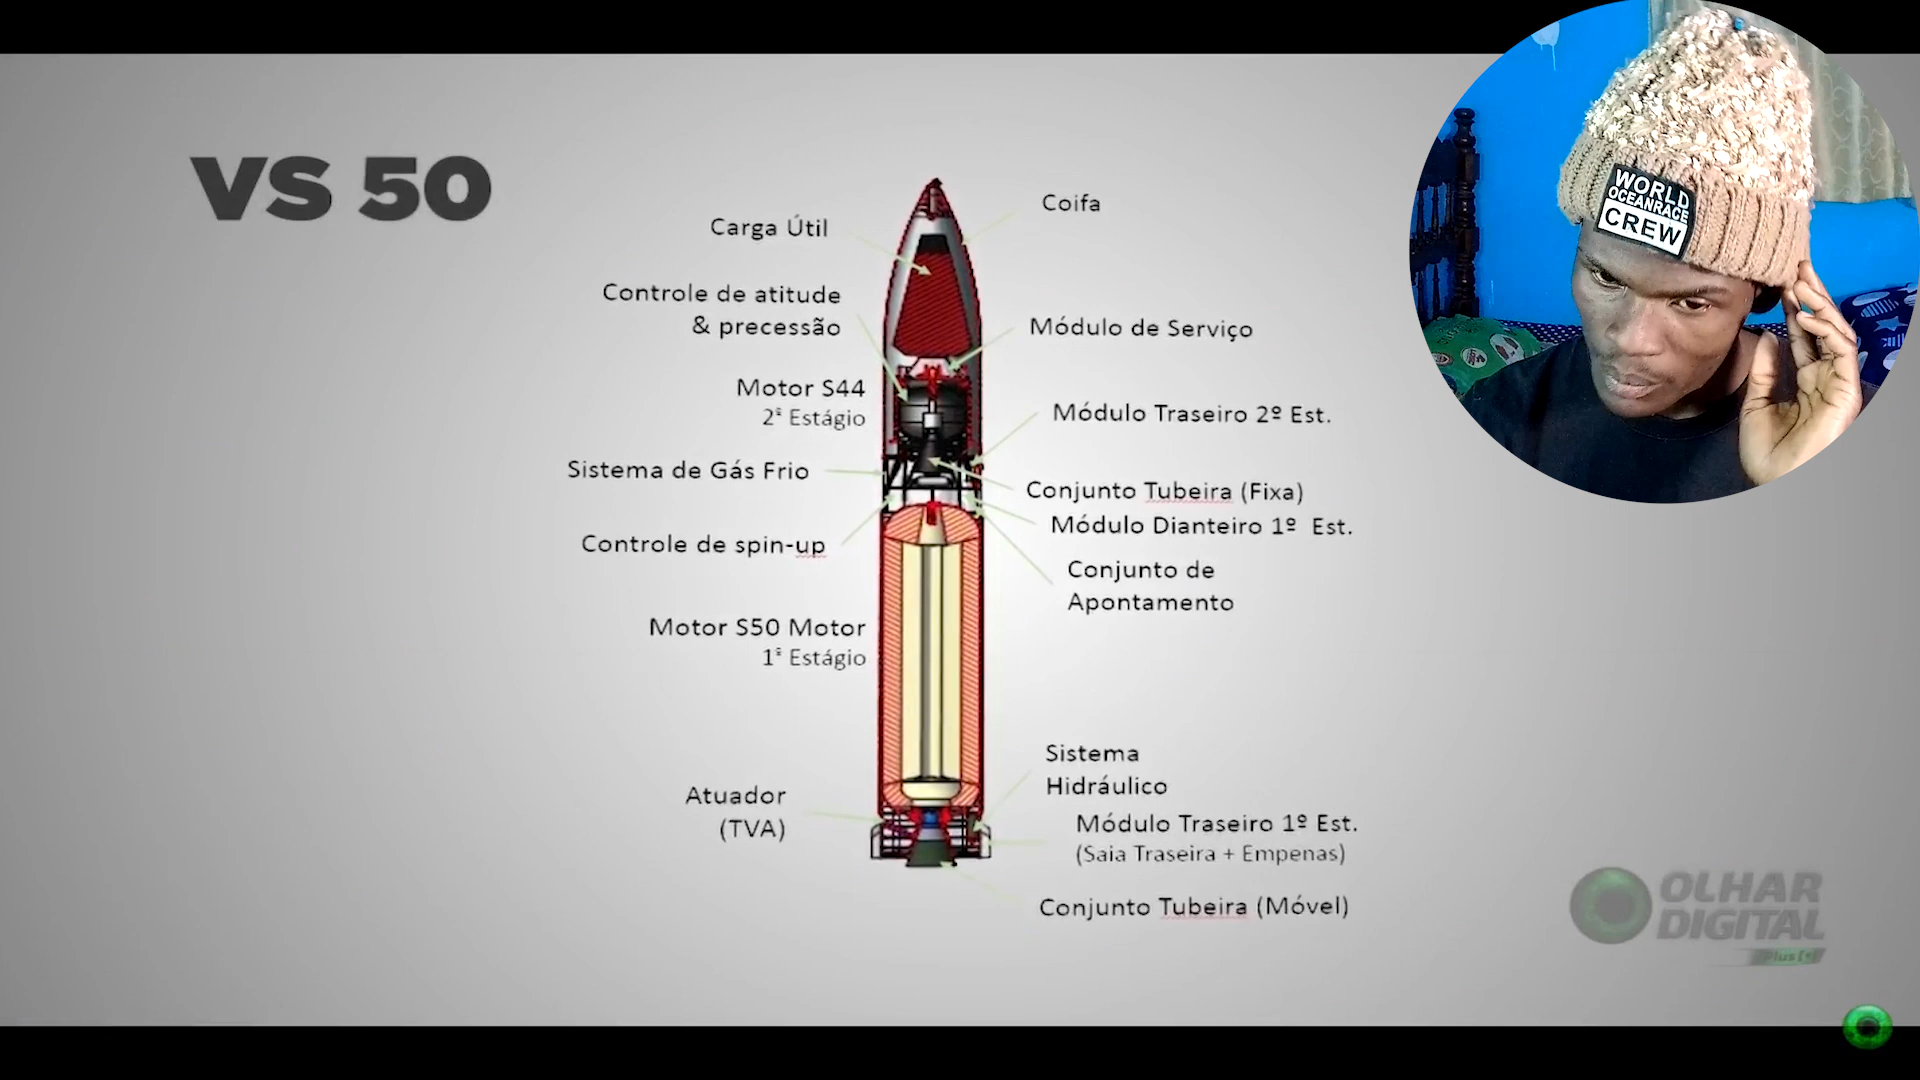 VS 50
Carga Útil
Coifa
Controle de atitude
& precessão
Módulo de Serviço
Motor S44
2ª Estágio
Módulo Traseiro 2º Est.
Sistema de Gás Frio
Conjunto Tubeira (Fixa)
Módulo Dianteiro 1º Est.
Controle de spin-up
Conjunto de
Apontamento
Motor S50 Motor
1ª Estágio
Sistema
Hidráulico
Atuador
(TVA)
Módulo Traseiro 1º Est.
(Saia Traseira + Empenas)
Conjunto Tubeira (Móvel)
WORLD
OCEANRACE
CREW
OLHAR
DIGITAL
Plus [+]